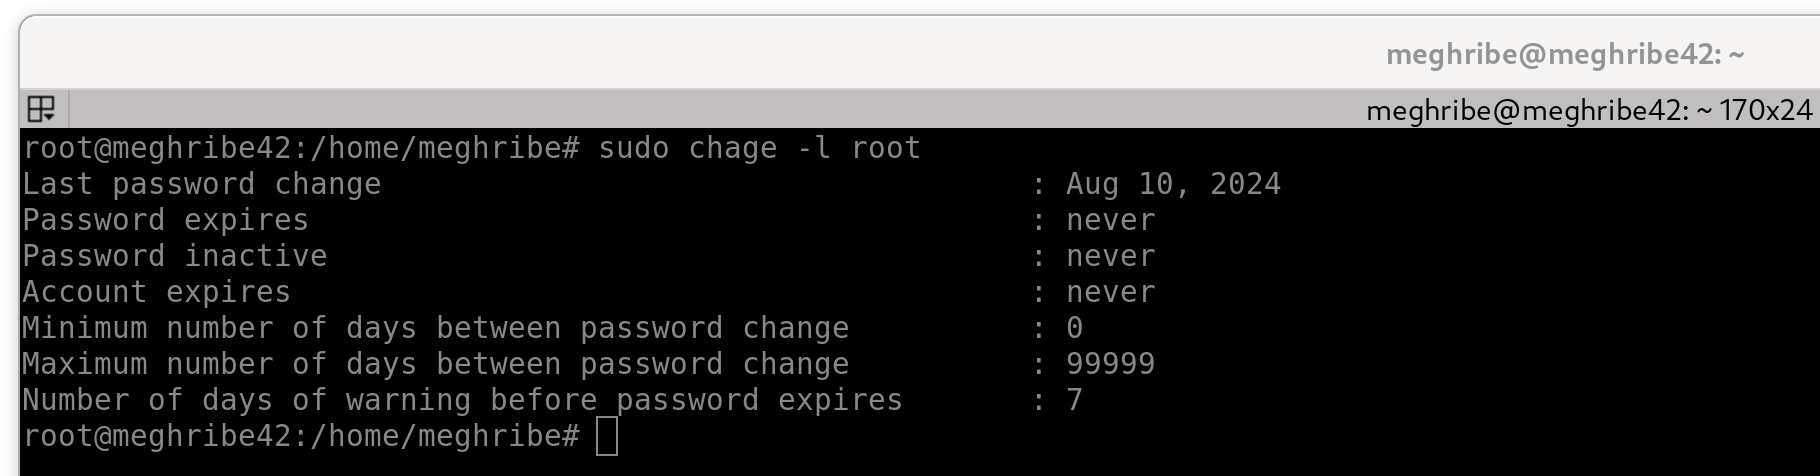 meghribe@meghribe42: ~
meghribe@meghribe42: ~ 170x24
root@meghribe42:/home/meghribe# sudo chage -l root
Last password change : Aug 10, 2024
Password expires : never
Password inactive : never
Account expires : never
Minimum number of days between password change : 0
Maximum number of days between password change : 99999
Number of days of warning before password expires : 7
root@meghribe42:/home/meghribe#